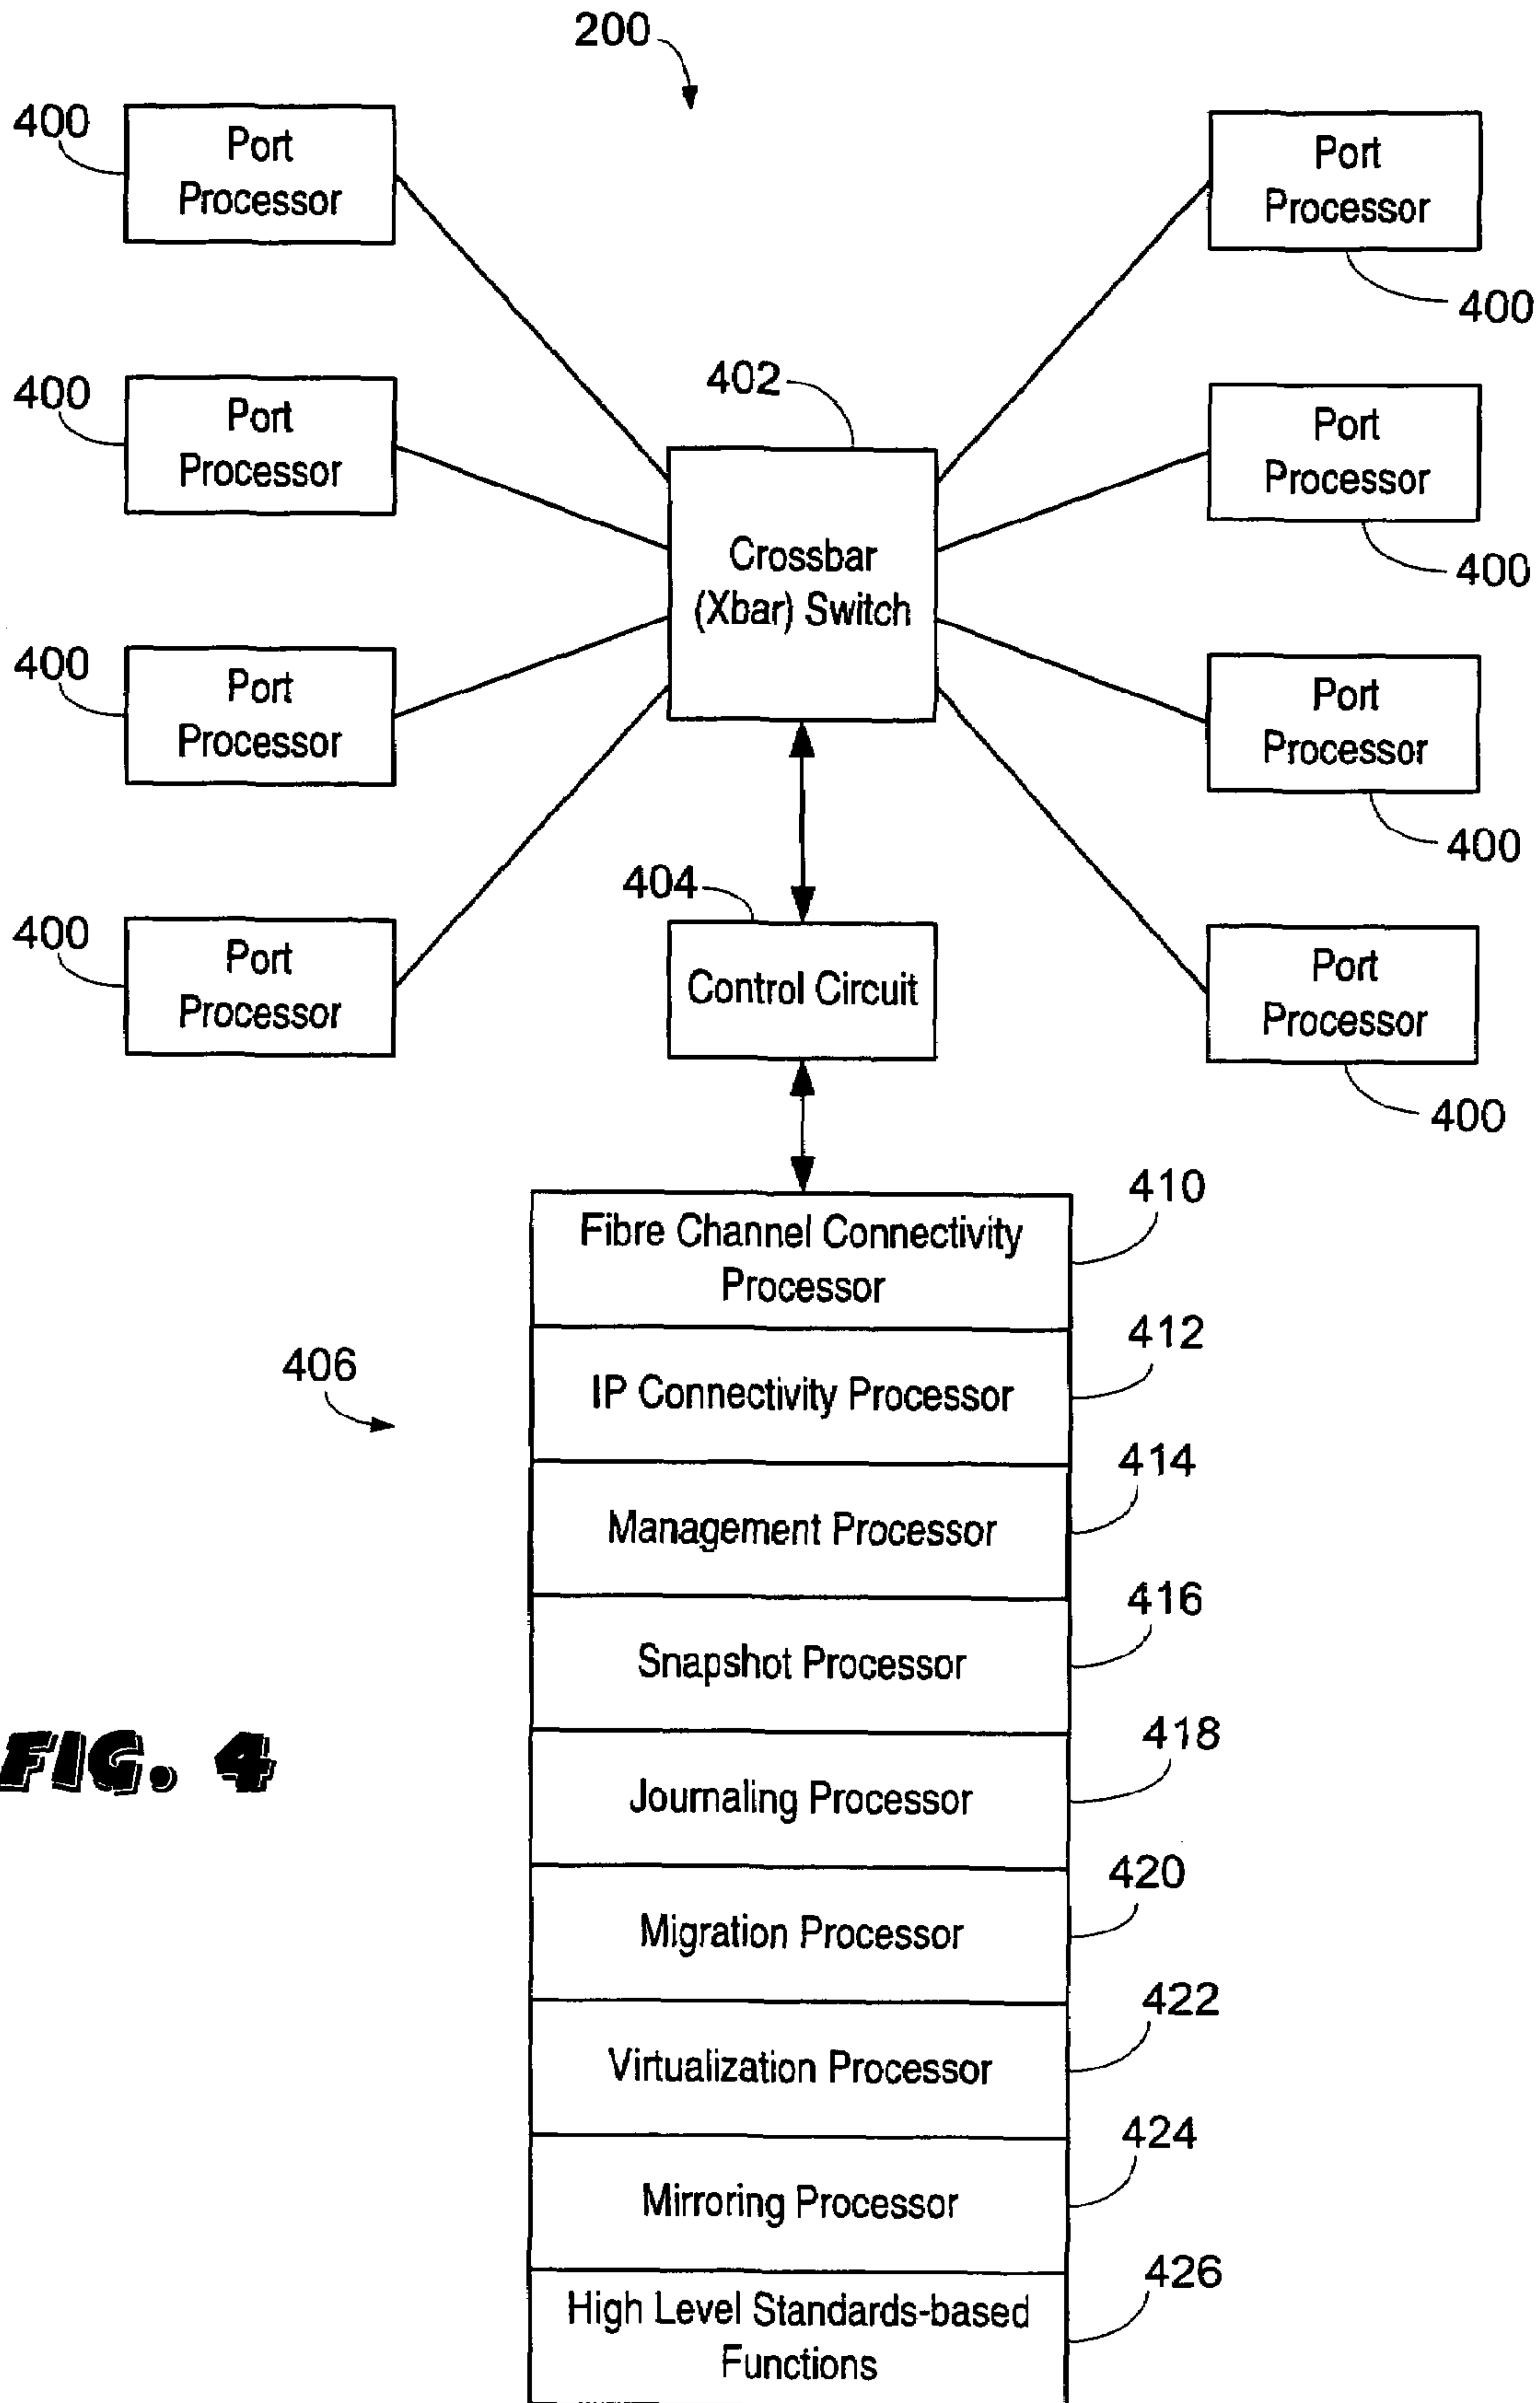 200
400
Port
Processor
Port
Processor
400
400
Port
Processor
402
Port
Processor
400
Crossbar
(Xbar) Switch
400
Port
Processor
Port
Processor
400
404
400
Port
Processor
Control Circuit
Port
Processor
400
410
Fibre Channel Connectivity
Processor
412
406
IP Connectivity Processor
414
Management Processor
416
Snapshot Processor
FIG. 4
418
Journaling Processor
420
Migration Processor
422
Virtualization Processor
424
Mirroring Processor
426
High Level Standards-based
Functions